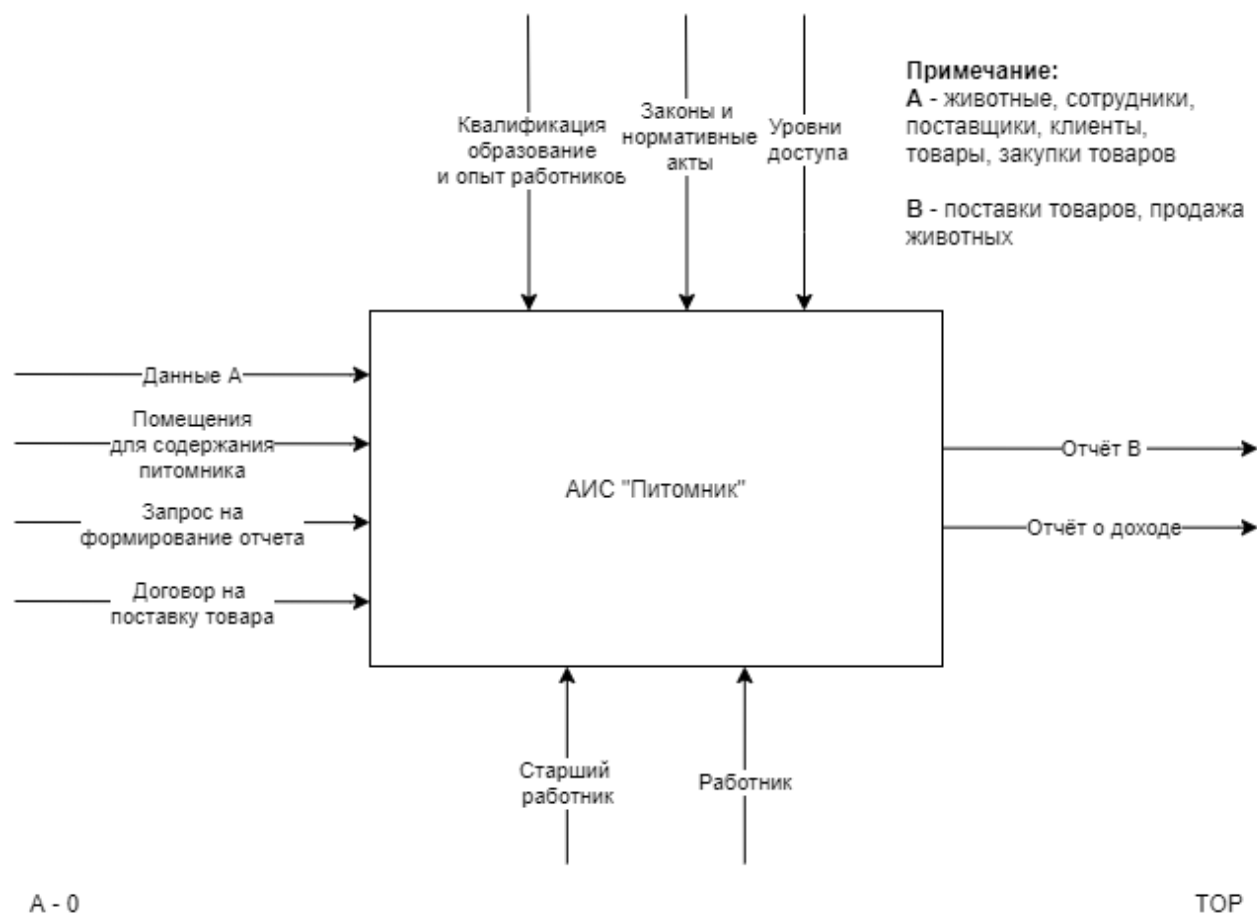 Квалификация
образование
и опыт работников
Законы и
нормативные
акты
Уровни
доступа
Примечание:
А - животные, сотрудники,
поставщики, клиенты,
товары, закупки товаров
В - поставки товаров, продажа
животных
Данные А
Помещения
для содержания
питомника
Запрос на
формирование отчета
Договор на
поставку товара
АИС "Питомник"
Отчёт В
Отчёт о доходе
Старший
работник
Работник
А - 0
TOP